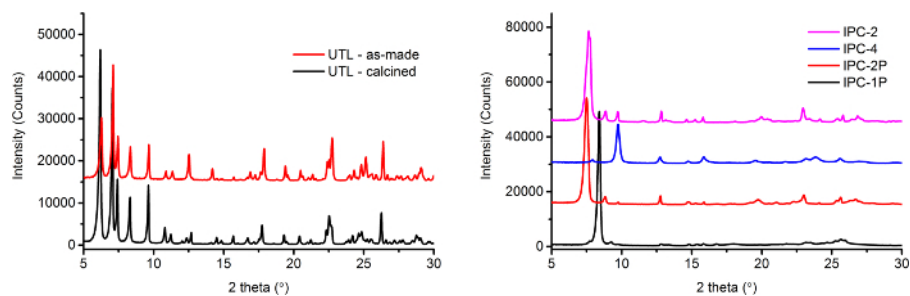 50000
40000
30000
20000
10000
0
Intensity (Counts)
UTL - as-made
UTL - calcined
5 10 15 20 25 30
2 theta (°)
80000
60000
40000
20000
0
Intensity (Counts)
IPC-2
IPC-4
IPC-2P
IPC-1P
5 10 15 20 25 30
2 theta (°)